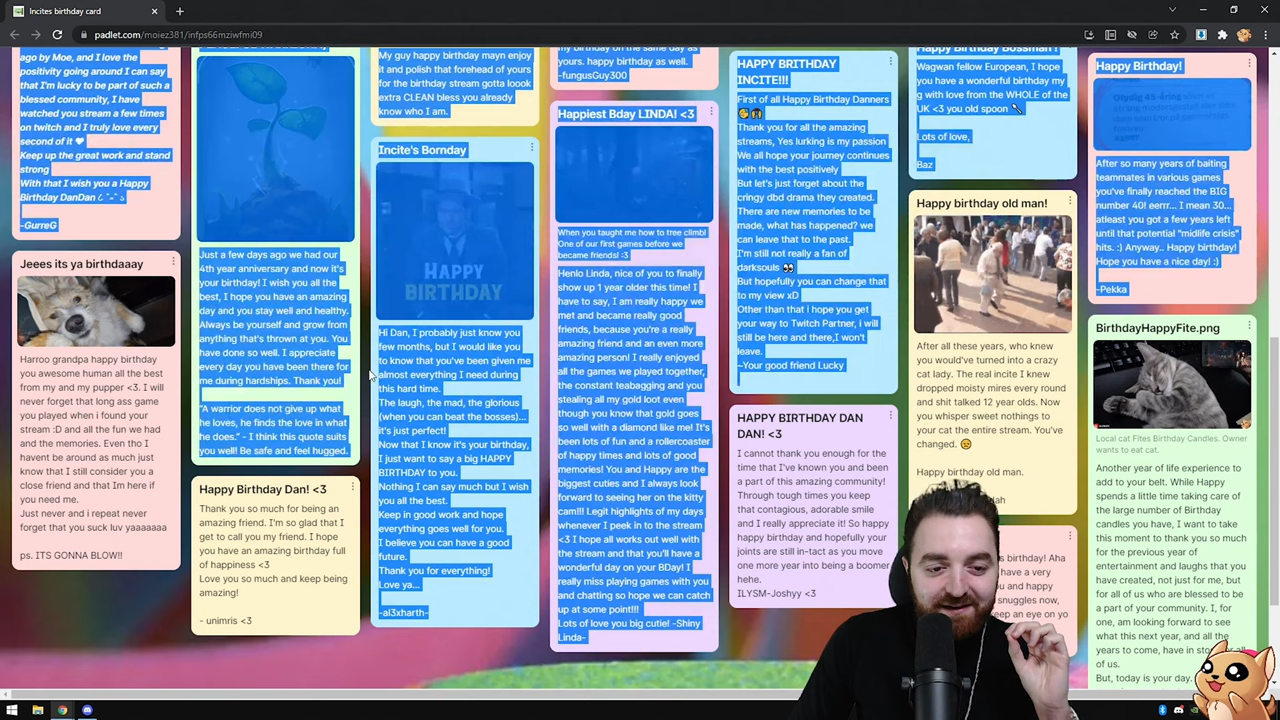 Incites birthday card
padlet.com/moiez381/infps66mziwfmi09
ago by Moe, and I love the
positivity going around I can say
that I'm lucky to be part of such a
blessed community, I have
watched you stream a few times
on twitch and I truly love every
second of it ♥
Keep up the great work and stand
strong
With that I wish you a Happy
Birthday DanDan
-GurreG
Jeees its ya birthdaaay
Harroo grandpa happy birthday
you awesome human all the best
from my and my pupper <3. I will
never forget that long ass game
you played when i found your
stream :D and all the fun we had
and the memories. Even tho I
havent be around as much just
know that I still consider you a
close friend and that Im here if
you need me.
Just never and i repeat never
forget that you suck luv yaaaaaaa
ps. ITS GONNA BLOW!!
Just a few days ago we had our
4th year anniversary and now it's
your birthday! I wish you all the
best, I hope you have an amazing
day and you stay well and healthy.
Always be yourself and grow from
anything that's thrown at you. You
have done so well. I appreciate
every day you have been there for
me during hardships. Thank you!
"A warrior does not give up what
he loves, he finds the love in what
he does." - I think this quote suits
you well! Be safe and feel hugged.
Happy Birthday Dan! <3
Thank you so much for being an
amazing friend. I'm so glad that I
get to call you my friend. I hope
you have an amazing birthday full
of happiness <3
Love you so much and keep being
amazing!
- unimris <3
My guy happy birthday mayn enjoy
it and polish that forehead of yours
for the birthday stream gotta loook
extra CLEAN bless you already
know who I am.
Incite's Bornday
HAPPY
BIRTHDAY
Hi Dan, I probably just know you
few months, but I would like you
to know that you've been given me
almost everything I need during
this hard time.
The laugh, the mad, the glorious
(when you can beat the bosses)...
it's just perfect!
Now that I know it's your birthday,
I just want to say a big HAPPY
BIRTHDAY to you.
Nothing I can say much but I wish
you all the best.
Keep in good work and hope
everything goes well for you.
I believe you can have a good
future.
Thank you for everything!
Love ya...
-al3xharth-
my birthday on the same day as
yours. happy birthday as well.
-fungusGuy300
Happiest Bday LINDA! <3
When you taught me how to tree climb!
One of our first games before we
became friends! :3
Henlo Linda, nice of you to finally
show up 1 year older this time! I
have to say, I am really happy we
met and became really good
friends, because you're a really
amazing friend and an even more
amazing person! I really enjoyed
all the games we played together,
the constant teabagging and you
stealing all my gold loot even
though you know that gold goes
so well with a diamond like me! It's
been lots of fun and a rollercoaster
of happy times and lots of good
memories! You and Happy are the
biggest cuties and I always look
forward to seeing her on the kitty
cam!!! Legit highlights of my days
whenever I peek in to the stream
<3 I hope all works out well with
the stream and that you'll have a
wonderful day on your BDay! I
really miss playing games with you
and chatting so hope we can catch
up at some point!!!
Lots of love you big cutie! -Shiny
Linda-
HAPPY BRITHDAY
INCITE!!!
First of all Happy Birthday Danners
Thank you for all the amazing
streams, Yes lurking is my passion
We all hope your journey continues
with the best positively
But let's just forget about the
cringy dbd drama they created.
There are new memories to be
made, what has happened? we
can leave that to the past.
I'm still not really a fan of
darksouls 👀
But hopefully you can change that
to my view xD
Other than that I hope you get
your way to Twitch Partner, i will
still be here and there,I won't
leave.
~Your good friend Lucky
HAPPY BIRTHDAY DAN
DAN! <3
I cannot thank you enough for the
time that I've known you and been
a part of this amazing community!
Through tough times you keep
that contagious, adorable smile
and I really appreciate it! So happy
happy birthday and hopefully your
joints are still in-tact as you move
one more year into being a boomer
hehe.
ILYSM-Joshyy <3
Happy Birthday Bossman !
Wagwan fellow European, I hope
you have a wonderful birthday my
g with love from the WHOLE of the
UK <3 you old spoon 🥄
Lots of love,
Baz
Happy birthday old man!
After all these years, who knew
you would've turned into a crazy
cat lady. The real incite I knew
dropped moisty mires every round
and shit talked 12 year olds. Now
you whisper sweet nothings to
your cat the entire stream. You've
changed. 😔
Happy birthday old man.
s birthday! Aha
have a very
u and happy
snuggles now,
eep an eye on yo
Happy Birthday!
After so many years of baiting
teammates in various games
you've finally reached the BIG
number 40! eerrr... I mean 30...
atleast you got a few years left
until that potential "midlife crisis"
hits. :) Anyway.. Happy birthday!
Hope you have a nice day! :)
-Pekka
BirthdayHappyFite.png
Local cat Fites Birthday Candles. Owner
wants to eat cat.
Another year of life experience to
add to your belt. While Happy
spends a little time taking care of
the large number of Birthday
candles you have, I want to take
this moment to thank you so much
for the previous year of
entertainment and laughs that you
have created, not just for me, but
for all of us who are blessed to be
a part of your community. I, for
one, am looking forward to see
what this next year, and all the
years to come, have in store for all
of us.
But, today is your day.